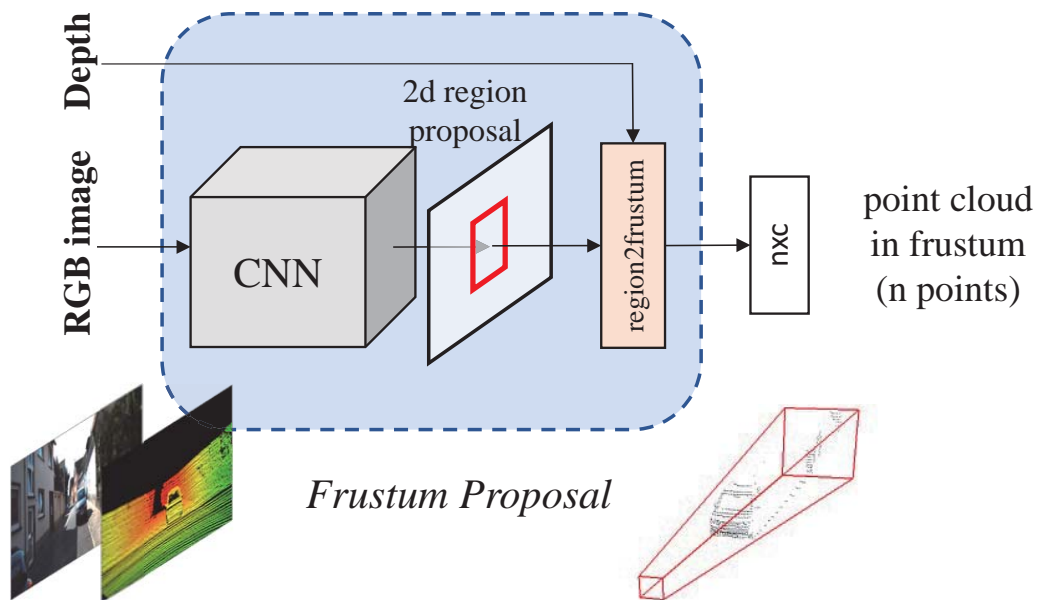 Depth
2d region
proposal
RGB image
CNN
region2frustum
nxc
point cloud
in frustum
(n points)
Frustum Proposal